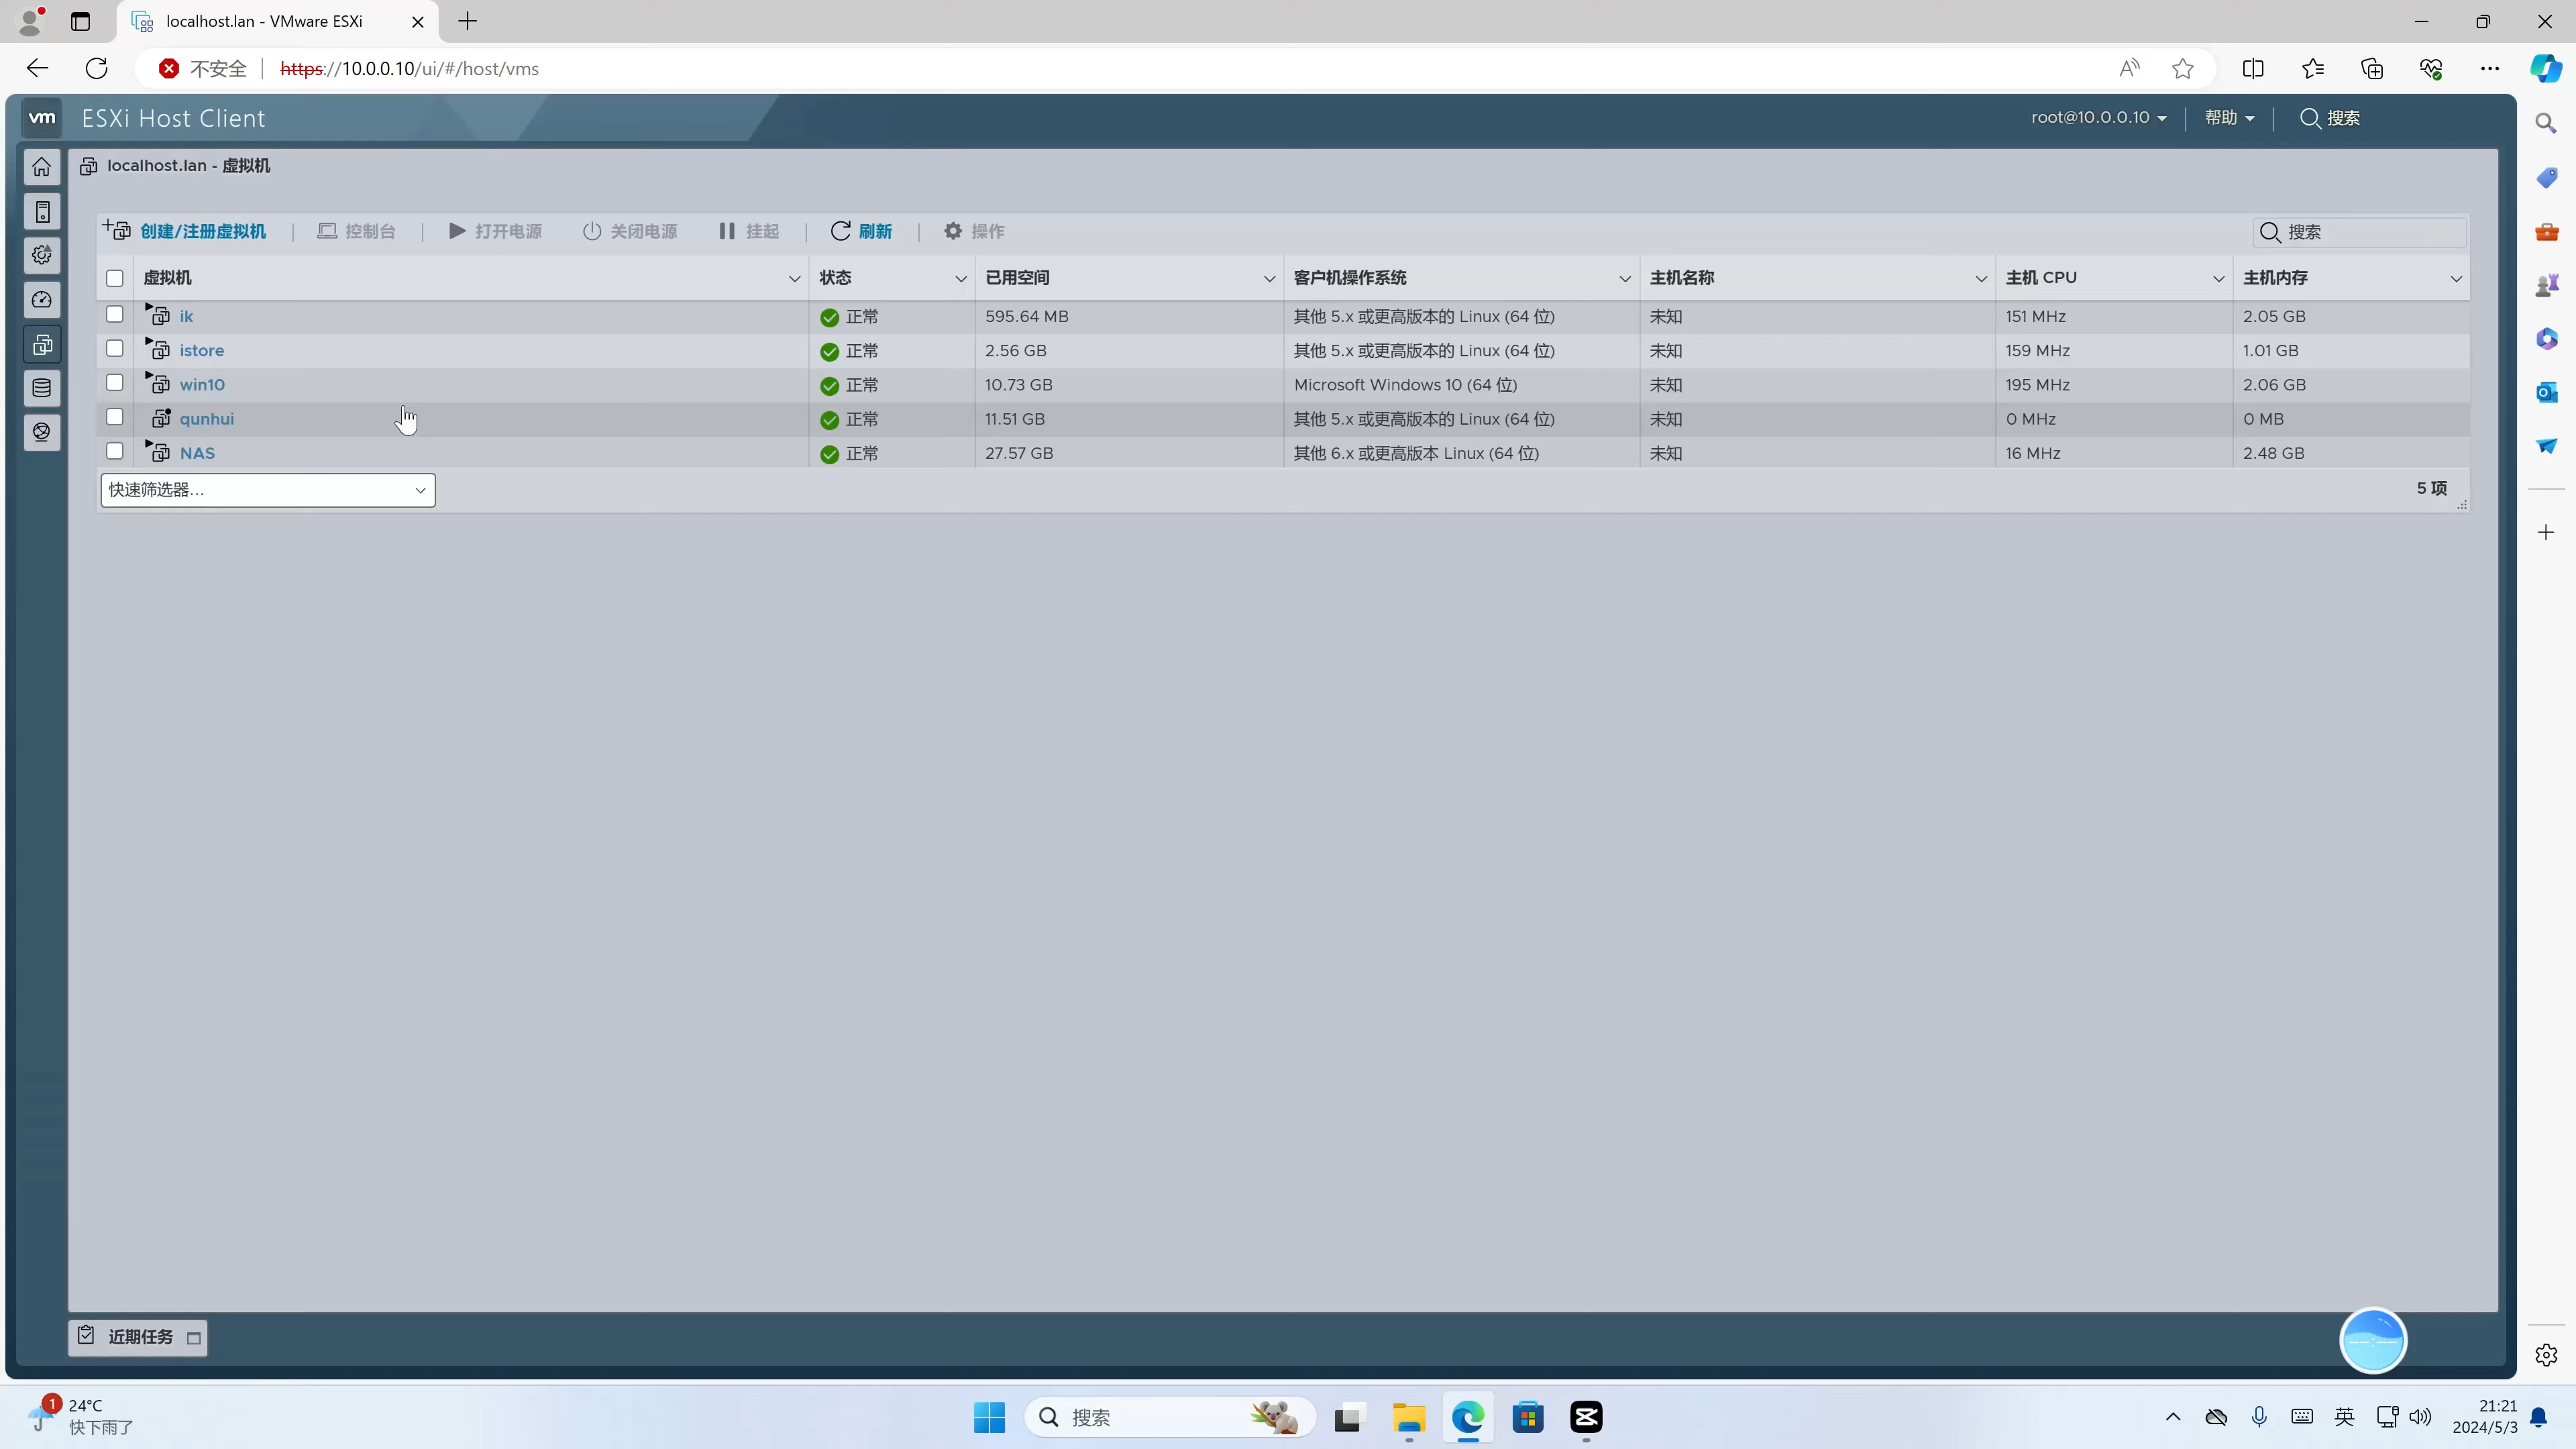 localhost.lan - VMware ESXi
不安全 https://10.0.0.10/ui/#/host/vms
vm ESXi Host Client root@10.0.0.10 帮助 搜索
localhost.lan - 虚拟机
创建/注册虚拟机 控制台 打开电源 关闭电源 挂起 刷新 操作 搜索
虚拟机 状态 已用空间 客户机操作系统 主机名称 主机 CPU 主机内存
ik 正常 595.64 MB 其他 5.x 或更高版本的 Linux (64 位) 未知 151 MHz 2.05 GB
istore 正常 2.56 GB 其他 5.x 或更高版本的 Linux (64 位) 未知 159 MHz 1.01 GB
win10 正常 10.73 GB Microsoft Windows 10 (64 位) 未知 195 MHz 2.06 GB
qunhui 正常 11.51 GB 其他 5.x 或更高版本的 Linux (64 位) 未知 0 MHz 0 MB
NAS 正常 27.57 GB 其他 6.x 或更高版本 Linux (64 位) 未知 16 MHz 2.48 GB
快速筛选器... 5 项
近期任务
1 24°C
快下雨了
搜索
英
21:21
2024/5/3